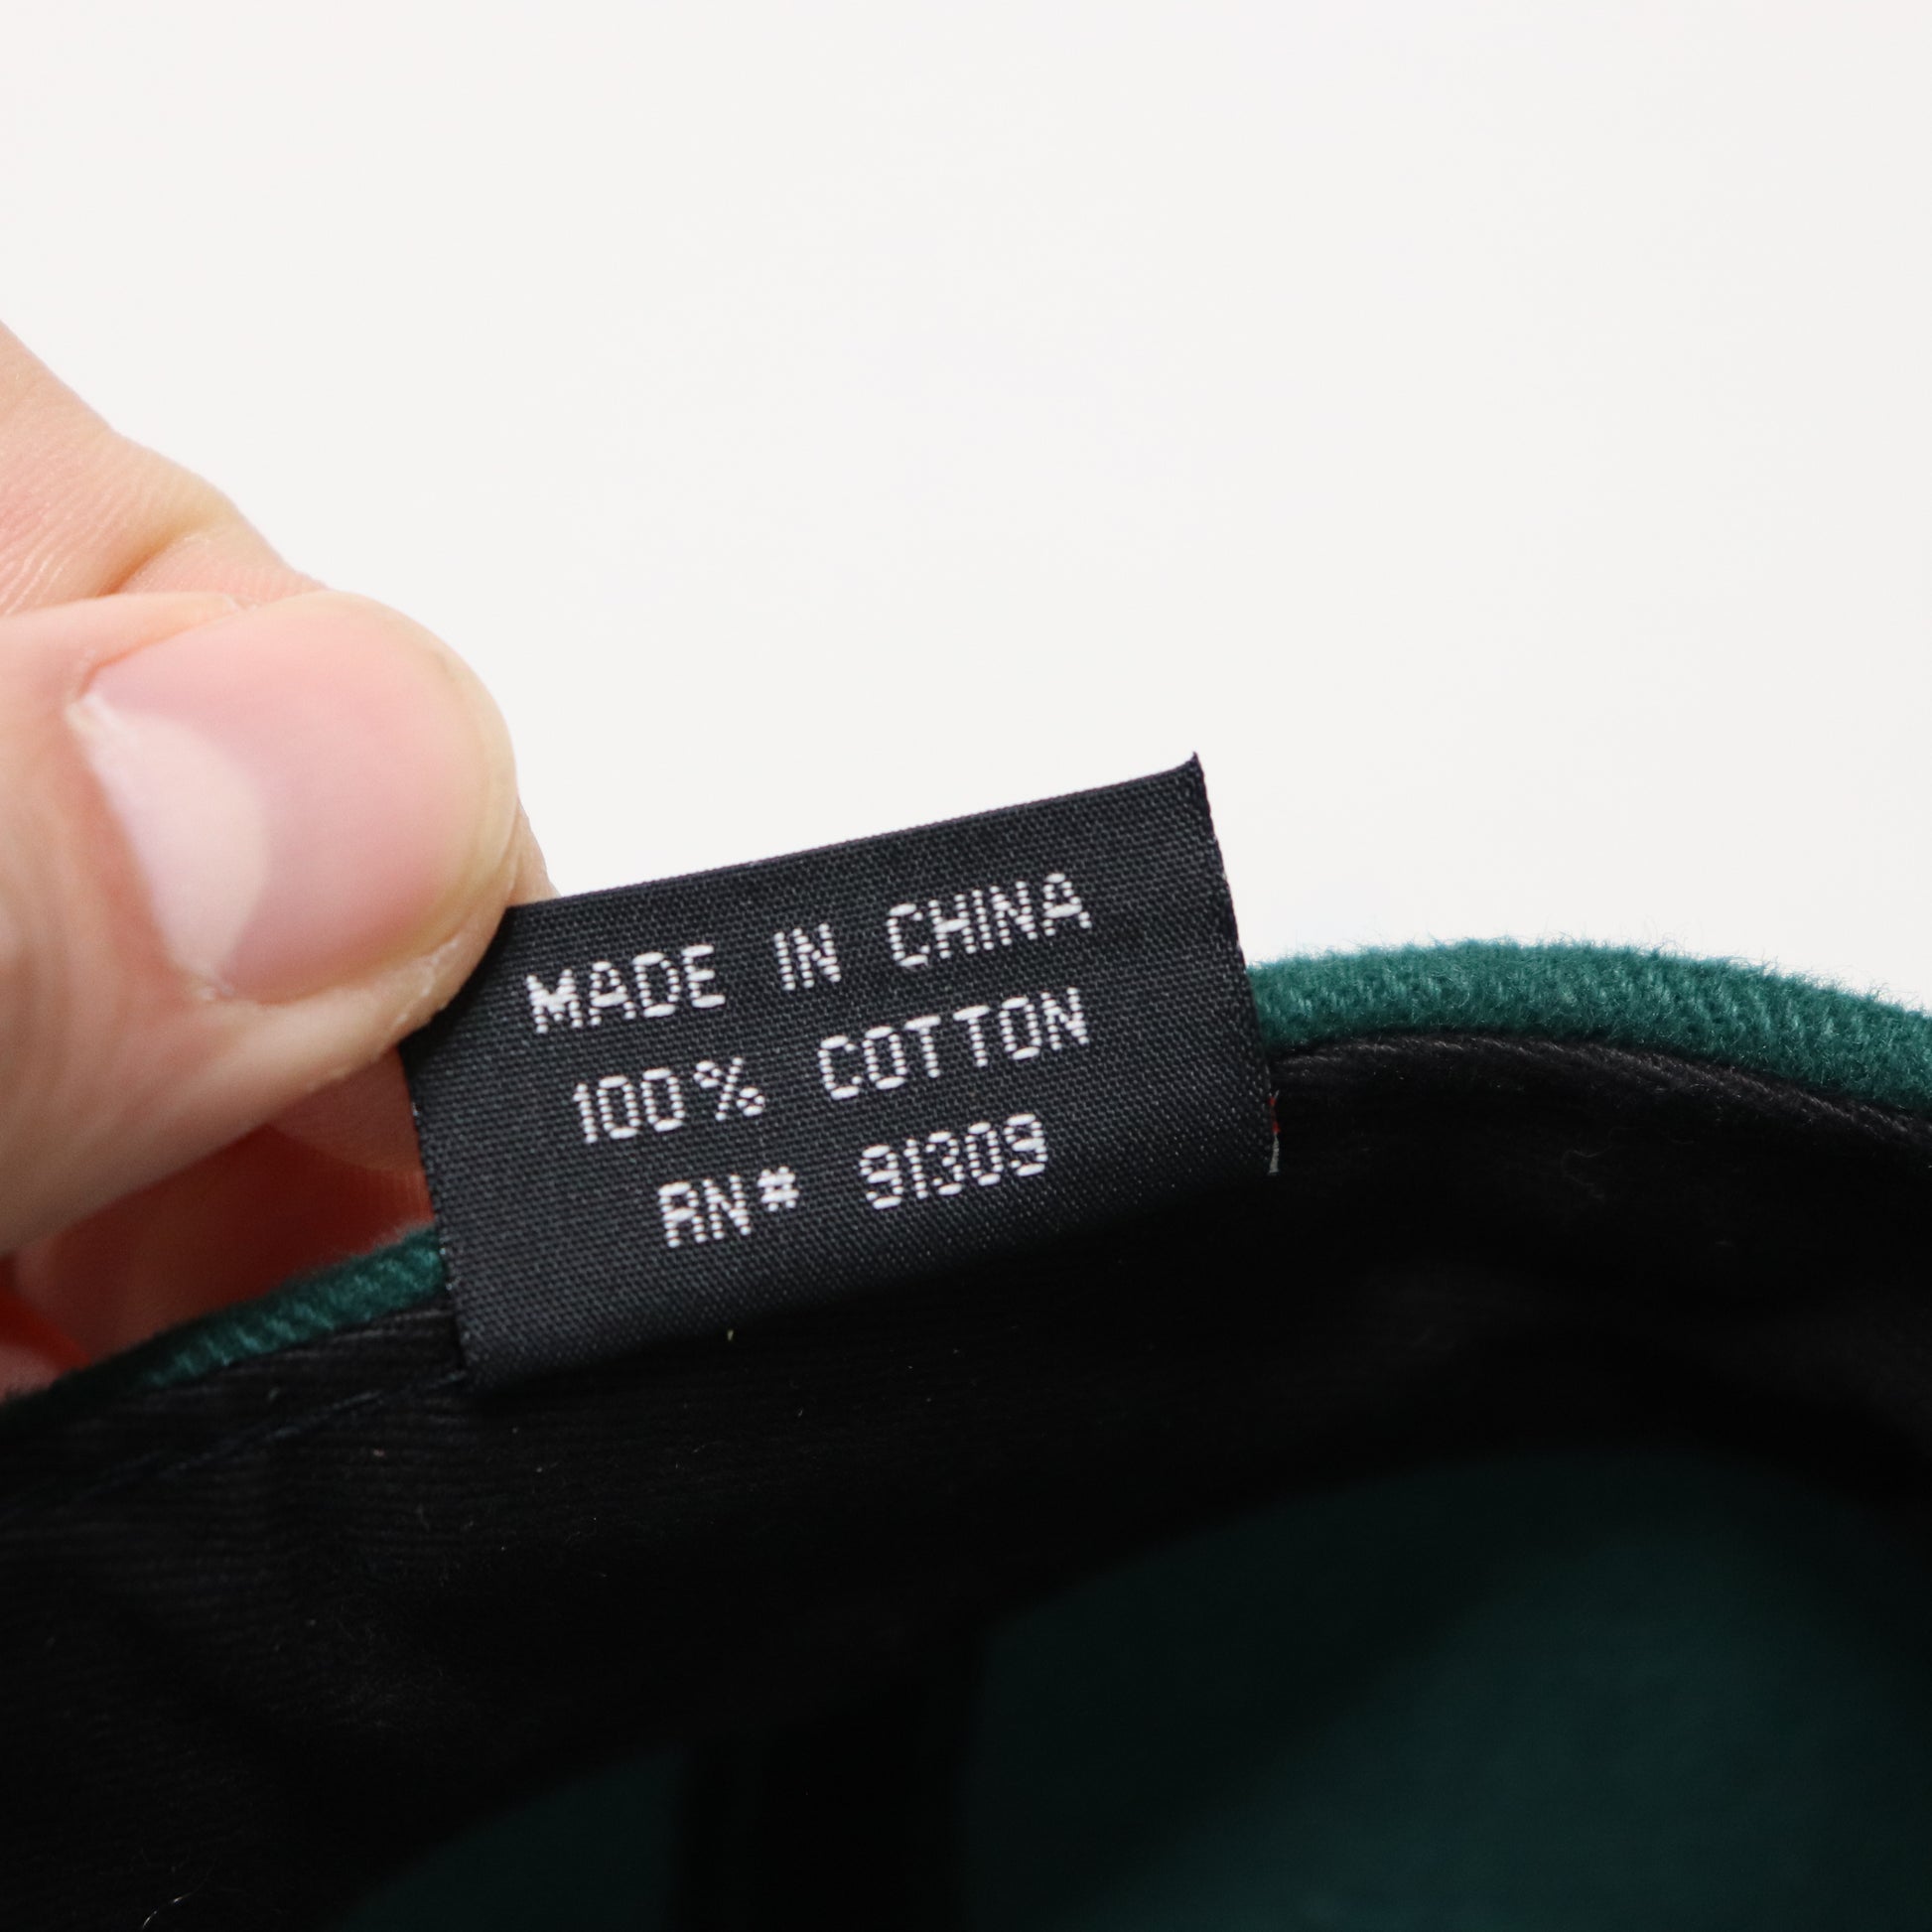 MADE IN CHINA
100% COTTON
RN# 91309